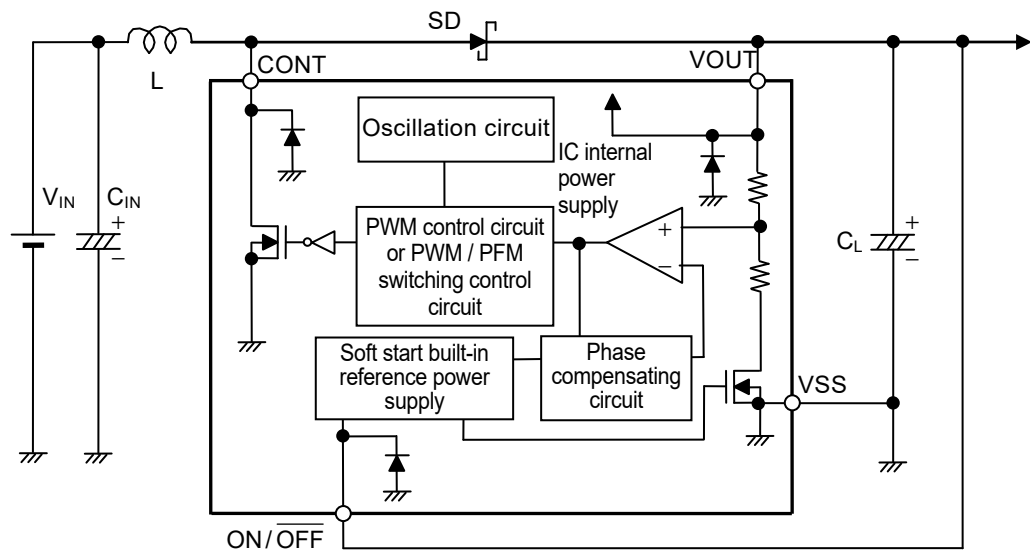 SD
CONT
VOUT
L
Oscillation circuit
IC internal
power
supply
VIN
CIN
+
−
PWM control circuit
or PWM / PFM
switching control
circuit
+
−
CL
+
−
Soft start built-in
reference power
supply
Phase
compensating
circuit
VSS
ON / OFF